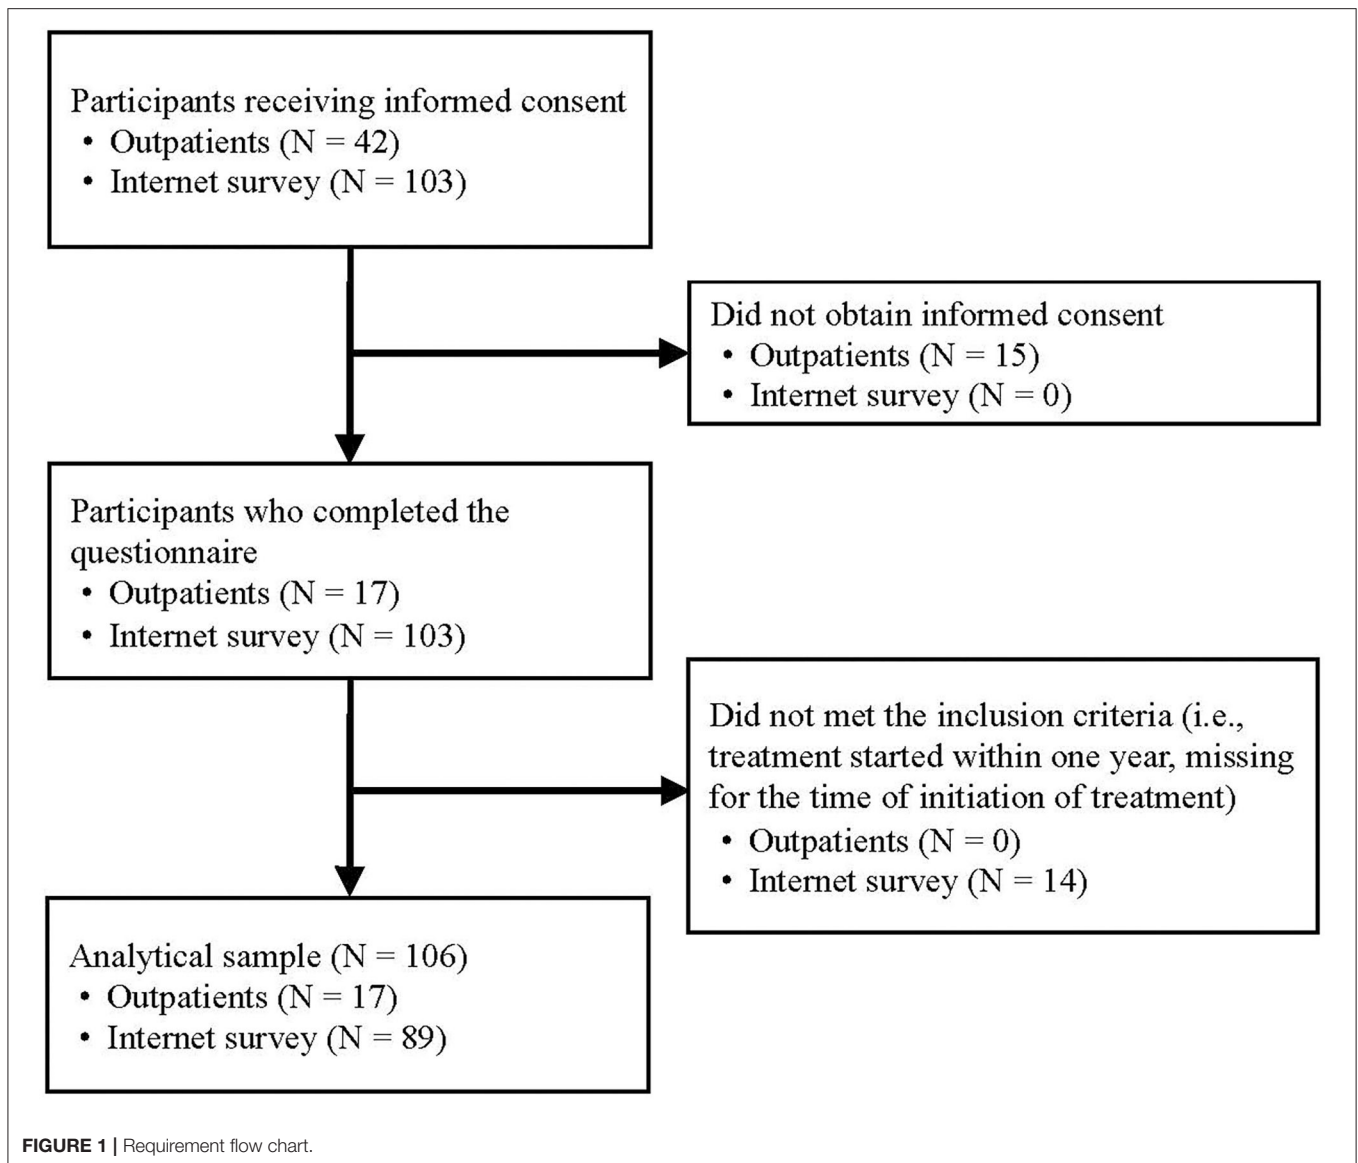 Participants receiving informed consent
• Outpatients (N = 42)
• Internet survey (N = 103)
Did not obtain informed consent
• Outpatients (N = 15)
• Internet survey (N = 0)
Participants who completed the
questionnaire
• Outpatients (N = 17)
• Internet survey (N = 103)
Did not met the inclusion criteria (i.e.,
treatment started within one year, missing
for the time of initiation of treatment)
• Outpatients (N = 0)
• Internet survey (N = 14)
Analytical sample (N = 106)
• Outpatients (N = 17)
• Internet survey (N = 89)
FIGURE 1 | Requirement flow chart.